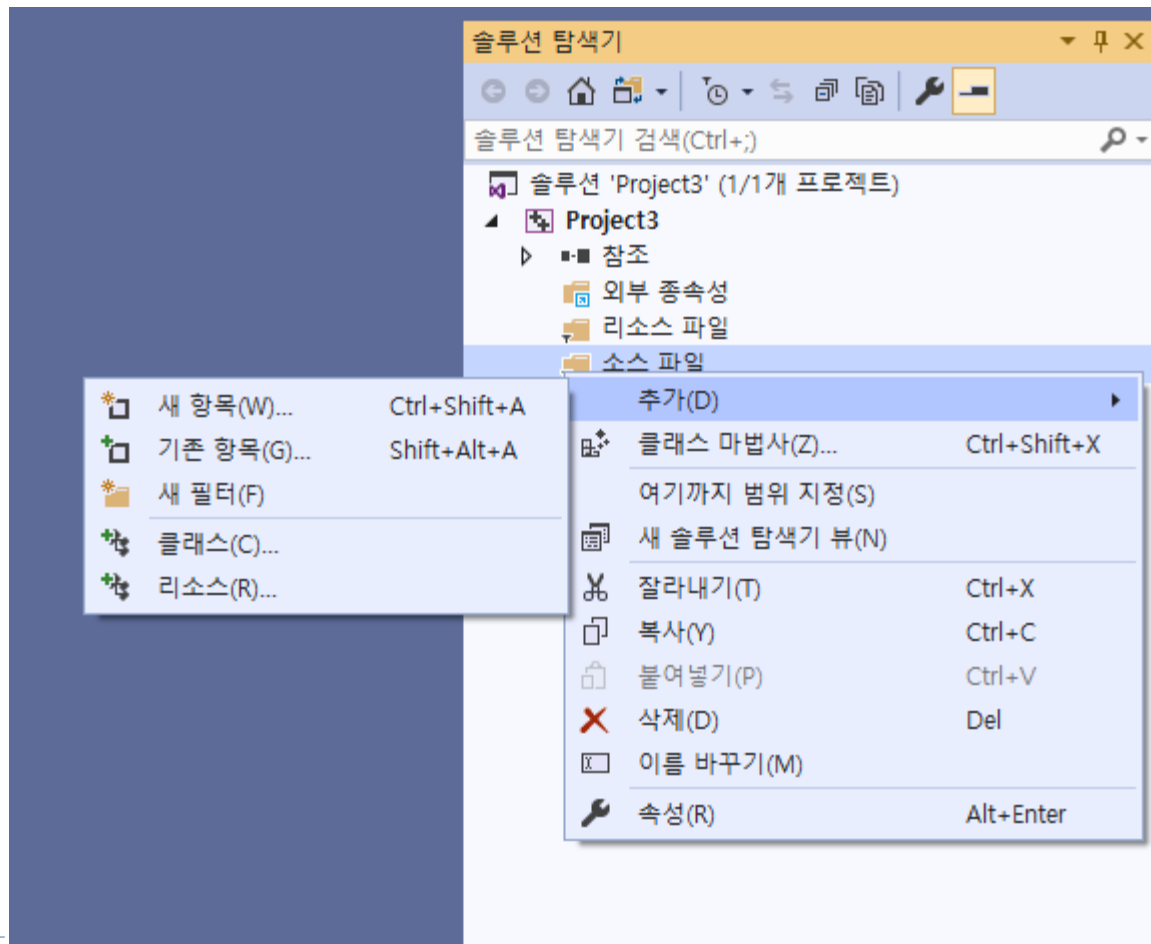 솔루션 탐색기
솔루션 탐색기 검색(Ctrl+;)
솔루션 'Project3' (1/1개 프로젝트)
Project3
참조
외부 종속성
리소스 파일
소스 파일
새 항목(W)... Ctrl+Shift+A
기존 항목(G)... Shift+Alt+A
새 필터(F)
클래스(C)...
리소스(R)...
추가(D)
클래스 마법사(Z)... Ctrl+Shift+X
여기까지 범위 지정(S)
새 솔루션 탐색기 뷰(N)
잘라내기(T) Ctrl+X
복사(Y) Ctrl+C
붙여넣기(P) Ctrl+V
삭제(D) Del
이름 바꾸기(M)
속성(R) Alt+Enter